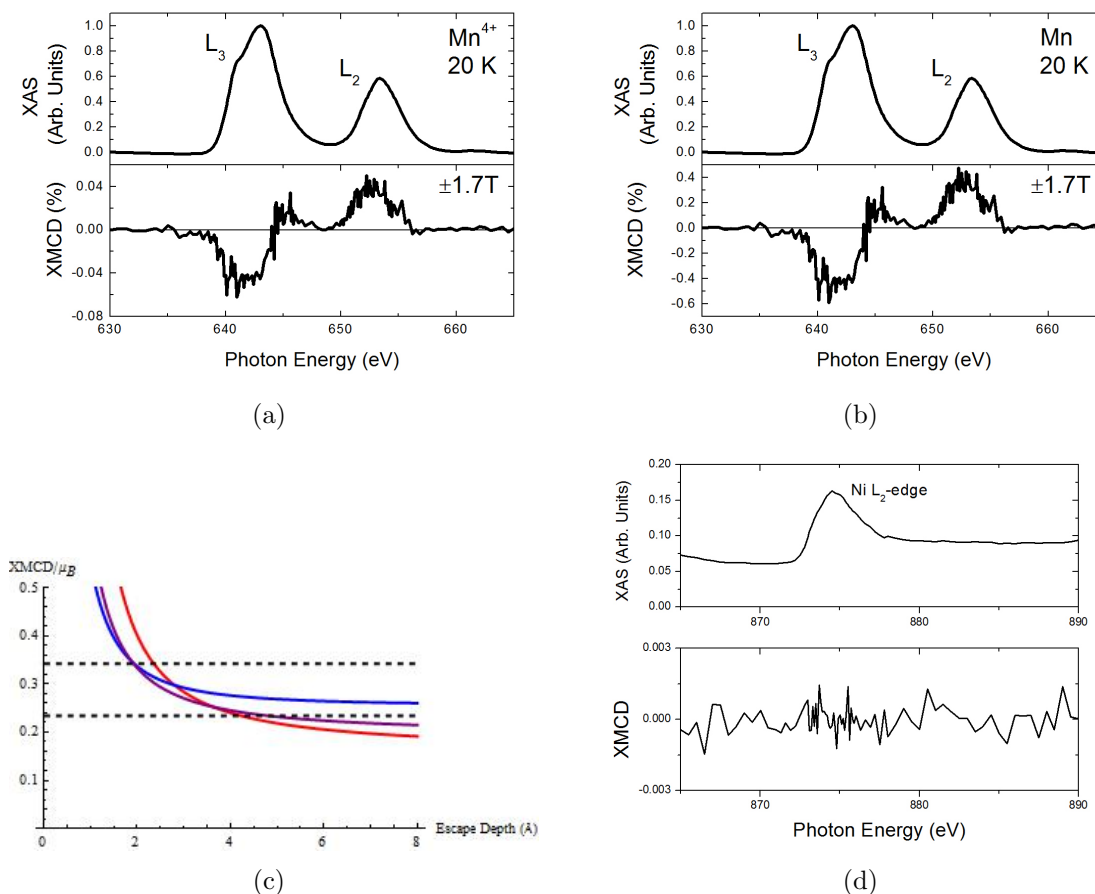 1.0
0.8
0.6
0.4
0.2
0.0
XAS
(Arb. Units)
L₃
L₂
Mn⁴⁺
20 K
0.04
0.00
-0.04
-0.08
XMCD (%)
±1.7T
630 640 650 660
Photon Energy (eV)
(a)
1.0
0.8
0.6
0.4
0.2
0.0
XAS
(Arb. Units)
L₃
L₂
Mn
20 K
0.4
0.2
0.0
-0.2
-0.4
-0.6
XMCD (%)
±1.7T
630 640 650 660
Photon Energy (eV)
(b)
XMCD/μB
0.5
0.4
0.3
0.2
0.1
0 2 4 6 8
Escape Depth (Å)
(c)
0.20
0.15
0.10
0.05
0.00
XAS (Arb. Units)
Ni L₂-edge
870 880 890
0.003
0.000
-0.003
XMCD
870 880 890
Photon Energy (eV)
(d)